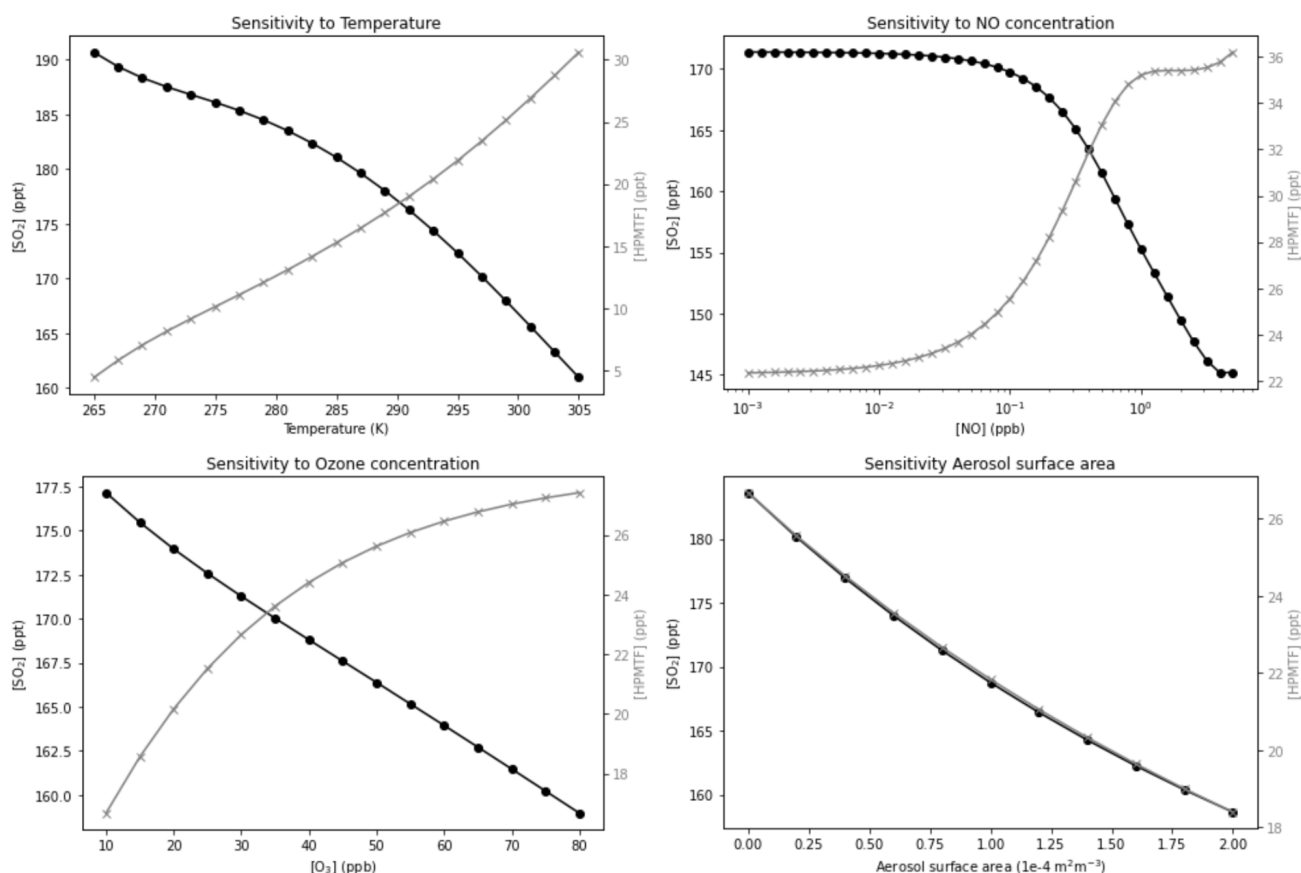 Sensitivity to Temperature
190
185
180
175
170
165
160
[SO₂] (ppt)
30
25
20
15
10
5
[HPMTF] (ppt)
265 270 275 280 285 290 295 300 305
Temperature (K)
Sensitivity to NO concentration
170
165
160
155
150
145
[SO₂] (ppt)
36
34
32
30
28
26
24
22
[HPMTF] (ppt)
10⁻³ 10⁻² 10⁻¹ 10⁰
[NO] (ppb)
Sensitivity to Ozone concentration
177.5
175.0
172.5
170.0
167.5
165.0
162.5
160.0
[SO₂] (ppt)
26
24
22
20
18
[HPMTF] (ppt)
10 20 30 40 50 60 70 80
[O₃] (ppb)
Sensitivity Aerosol surface area
180
175
170
165
160
[SO₂] (ppt)
26
24
22
20
18
[HPMTF] (ppt)
0.00 0.25 0.50 0.75 1.00 1.25 1.50 1.75 2.00
Aerosol surface area (1e-4 m²m⁻³)